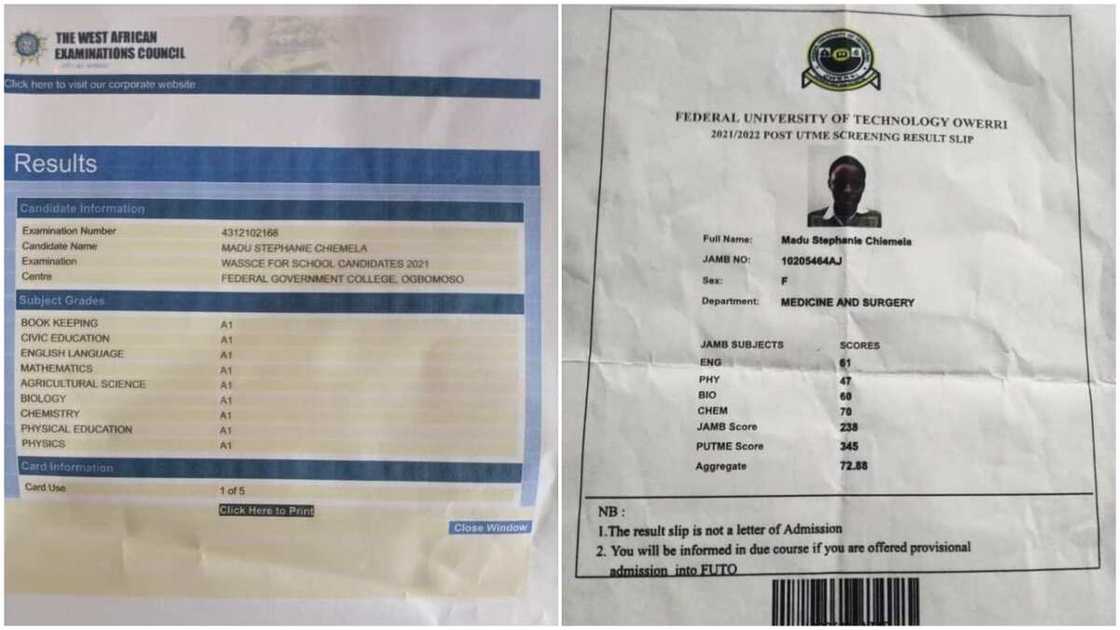 THE WEST AFRICAN
EXAMINATIONS COUNCIL
Click here to visit our corporate website
Results
Candidate Information
Examination Number 4312102168
Candidate Name MADU STEPHANIE CHIEMELA
Examination WASSCE FOR SCHOOL CANDIDATES 2021
Centre FEDERAL GOVERNMENT COLLEGE, OGBOMOSO
Subject Grades
BOOK KEEPING A1
CIVIC EDUCATION A1
ENGLISH LANGUAGE A1
MATHEMATICS A1
AGRICULTURAL SCIENCE A1
BIOLOGY A1
CHEMISTRY A1
PHYSICAL EDUCATION A1
PHYSICS A1
Card Information
Card Use 1 of 5
Click Here to Print
Close Window
FEDERAL UNIVERSITY OF TECHNOLOGY OWERRI
2021/2022 POST UTME SCREENING RESULT SLIP
Full Name: Madu Stephanie Chiemela
JAMB NO: 10205464AJ
Sex: F
Department: MEDICINE AND SURGERY
JAMB SUBJECTS SCORES
ENG 61
PHY 47
BIO 60
CHEM 70
JAMB Score 238
PUTME Score 345
Aggregate 72.88
NB :
1.The result slip is not a letter of Admission
2. You will be informed in due course if you are offered provisional
admission into FUTO